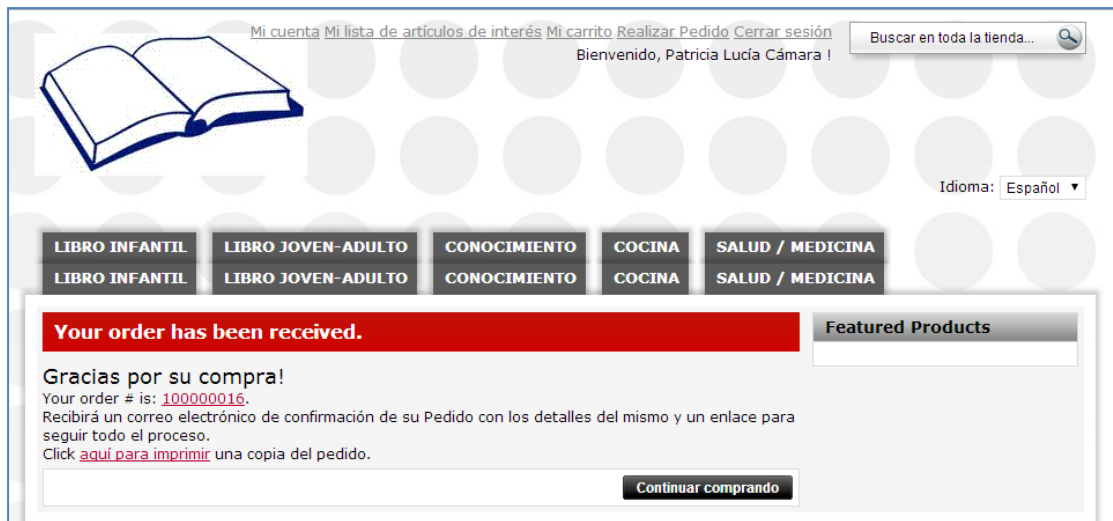 Mi cuenta Mi lista de artículos de interés Mi carrito Realizar Pedido Cerrar sesión
Buscar en toda la tienda...
Bienvenido, Patricia Lucía Cámara !
Idioma: Español
LIBRO INFANTIL LIBRO JOVEN-ADULTO CONOCIMIENTO COCINA SALUD / MEDICINA
LIBRO INFANTIL LIBRO JOVEN-ADULTO CONOCIMIENTO COCINA SALUD / MEDICINA
Your order has been received.
Featured Products
Gracias por su compra!
Your order # is: 100000016.
Recibirá un correo electrónico de confirmación de su Pedido con los detalles del mismo y un enlace para
seguir todo el proceso.
Click aquí para imprimir una copia del pedido.
Continuar comprando